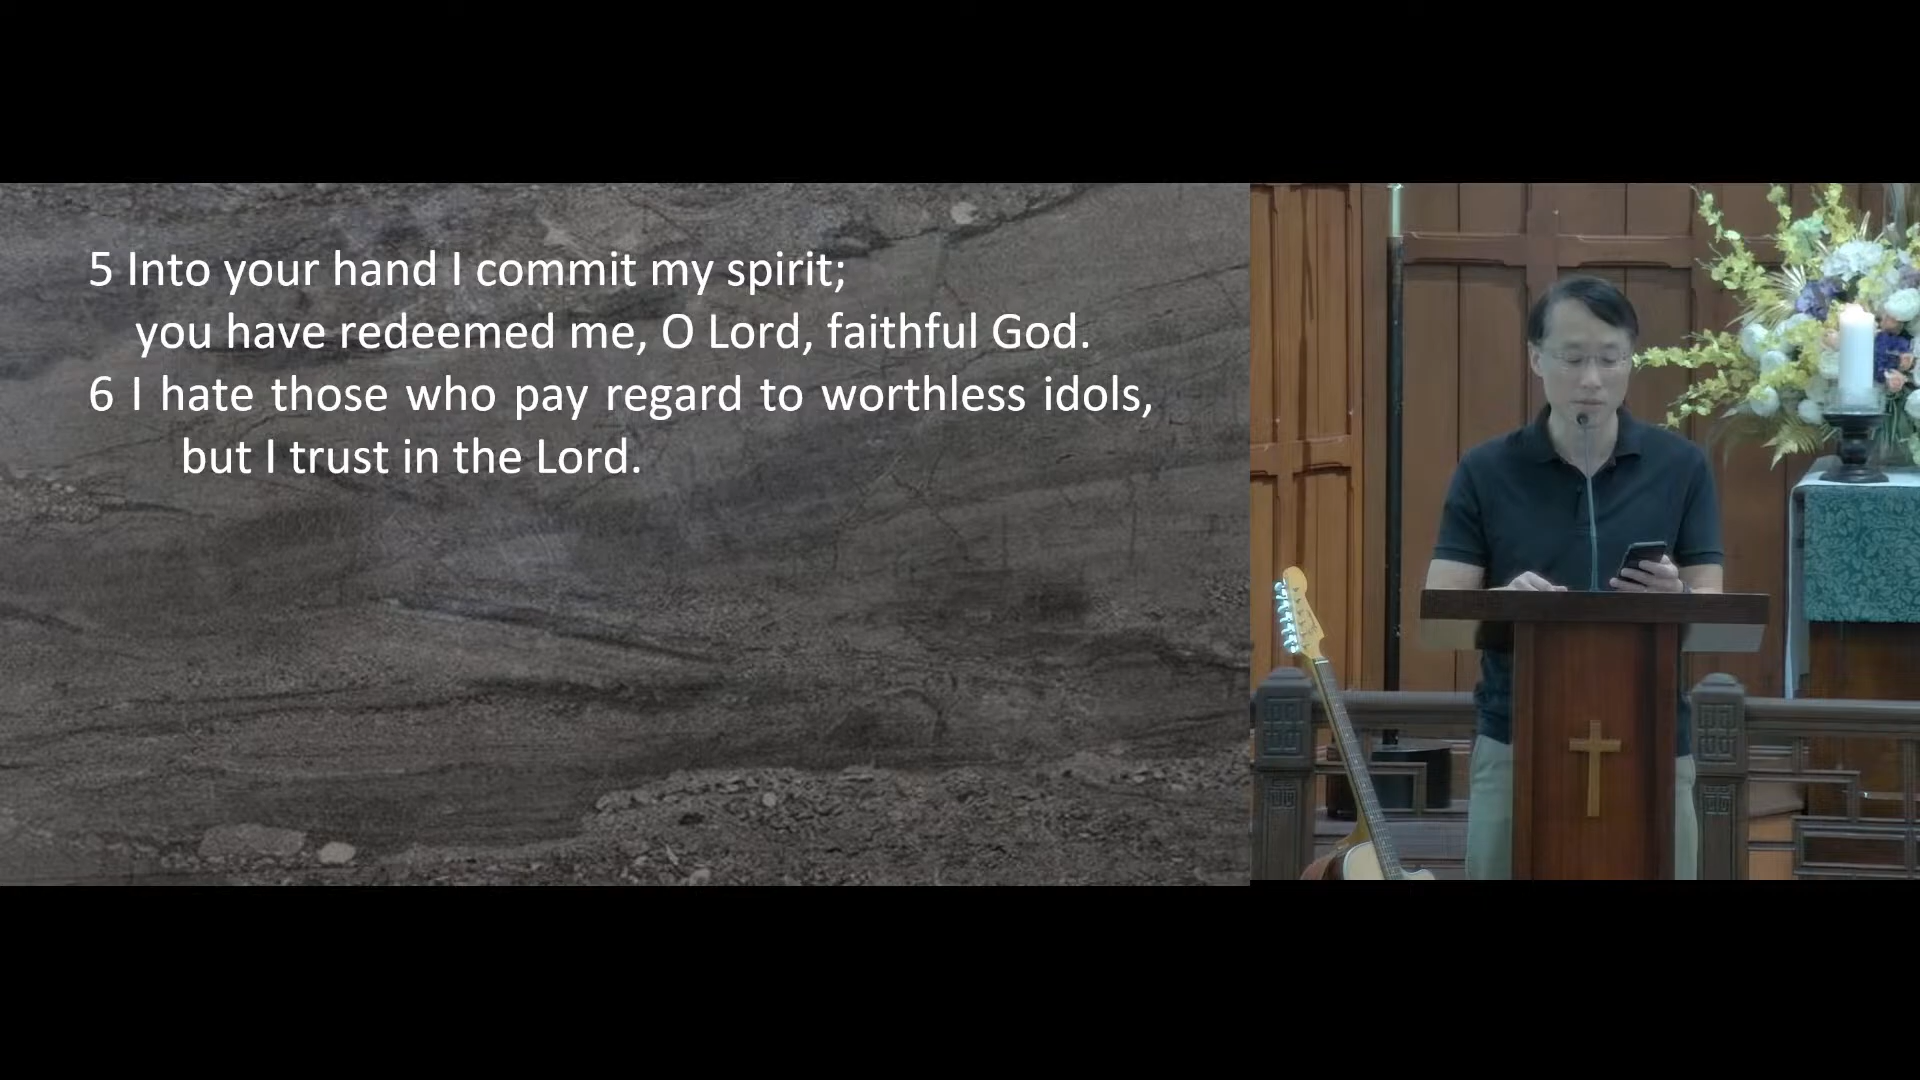 5 Into your hand I commit my spirit;
you have redeemed me, O Lord, faithful God.
6 I hate those who pay regard to worthless idols,
but I trust in the Lord.